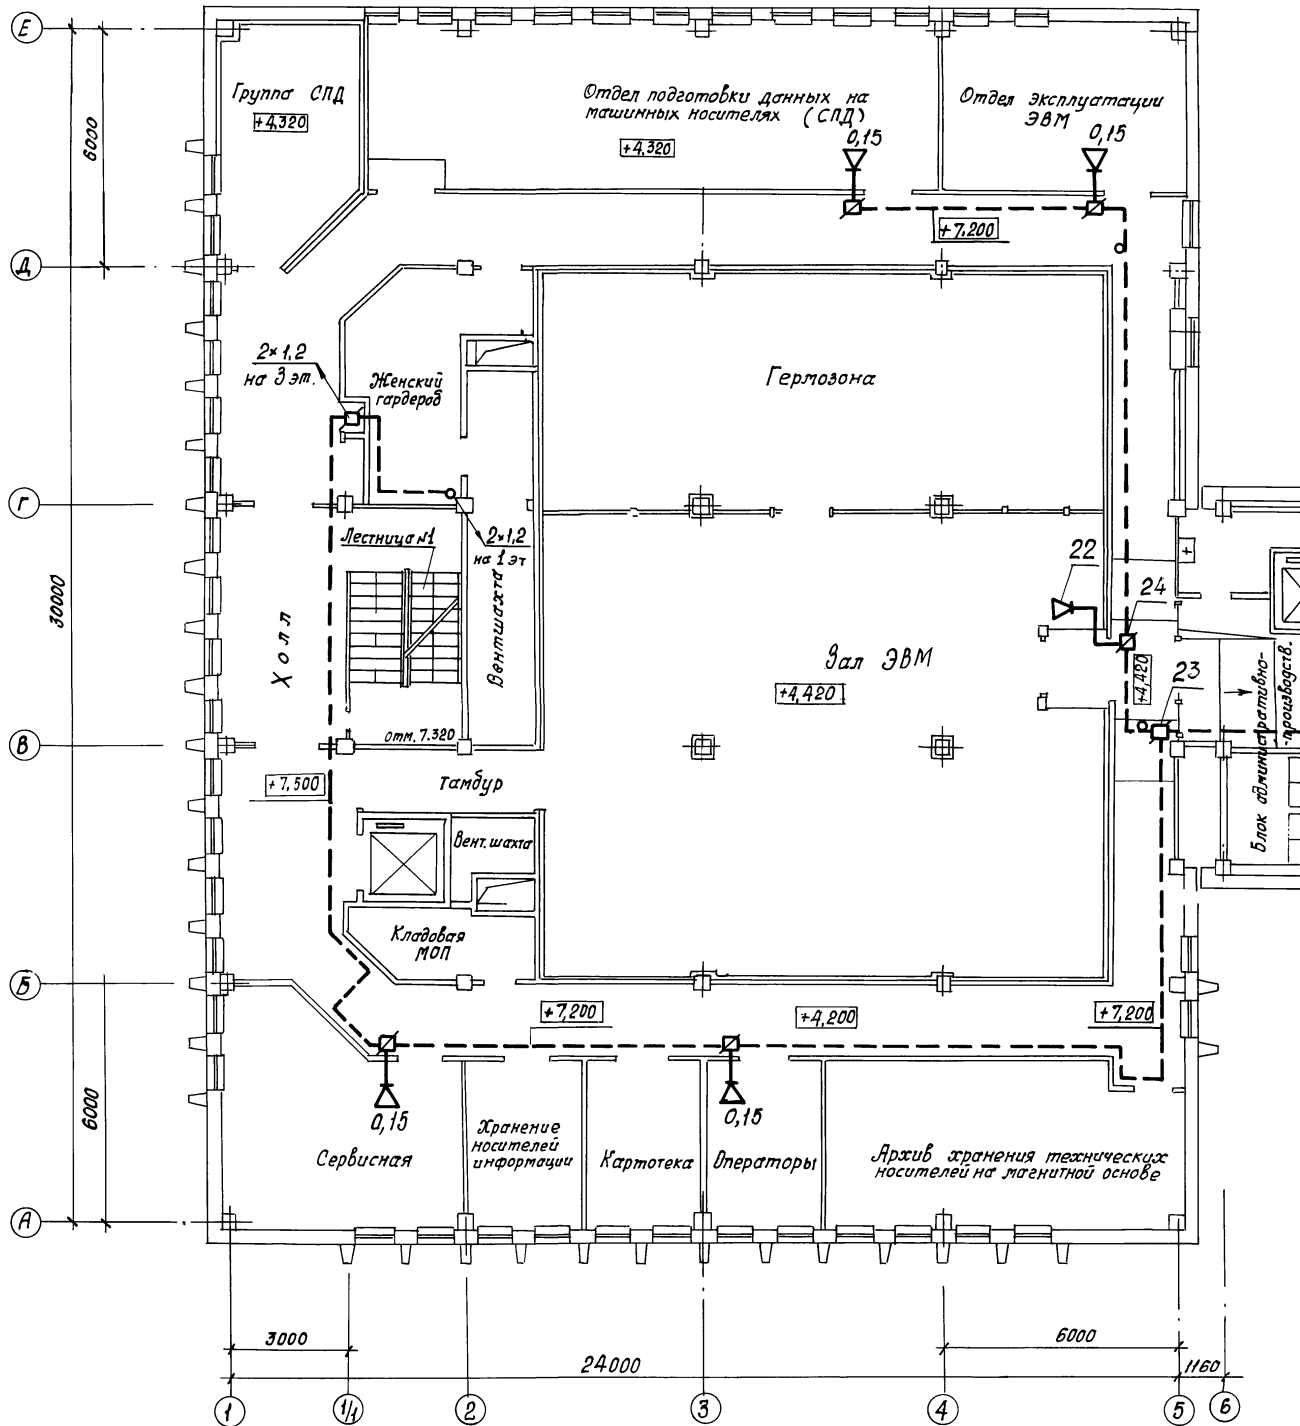 Е
Группа СПД
+4,320
Отдел подготовки данных на
машинных носителях (СПД)
+4,320
0,15
Отдел эксплуатации
ЭВМ
0,15
6000
+7.200
Д
2×1,2
на 3 эт.
Женский
гардероб
Гермозона
Г
Лестница №1
2×1,2
на 1 эт
Вентшахта
22
24
30000
Холл
Зал ЭВМ
+4,420
+4,420
23
Блок административно-
-производств.
В
отм. 7.320
+7,500
Тамбур
Вент. шахта
Кладовая
МОП
Б
+7,200
+4,200
+7,200
6000
0,15
0,15
Сервисная
Хранение
носителей
информации
Картотека
Операторы
Архив хранения технических
носителей на магнитной основе
А
3000
6000
24000
1160
1
1/1
2
3
4
5
6